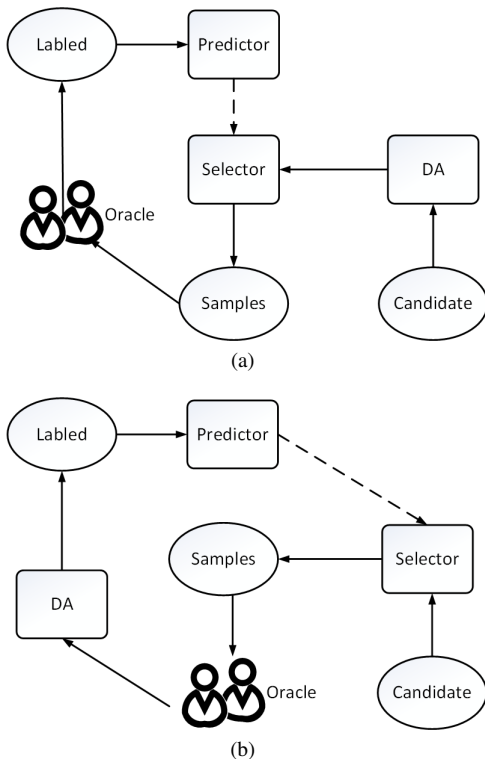 Labled
Predictor
Selector
DA
Oracle
Samples
Candidate
(a)
Labled
Predictor
Samples
Selector
DA
Oracle
Candidate
(b)